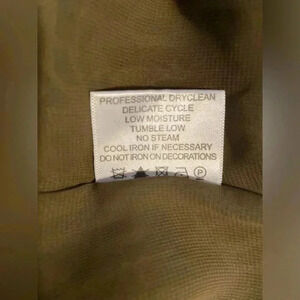 PROFESSIONAL DRYCLEAN
DELICATE CYCLE
LOW MOISTURE
TUMBLE LOW
NO STEAM
COOL IRON IF NECESSARY
DO NOT IRON ON DECORATIONS
P